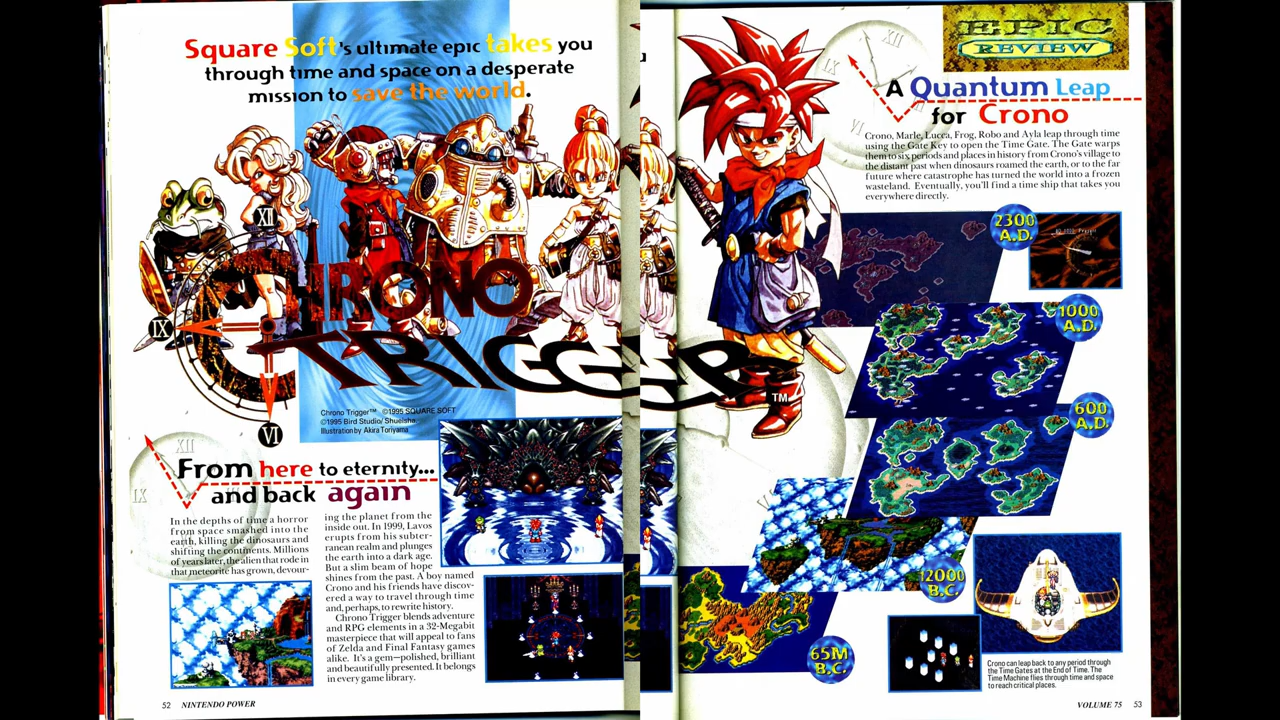 Square Soft's ultimate epic takes you
through time and space on a desperate
mission to save the world.
XII
IX
VI
CHRONO
TRIGGER
TM
Chrono Trigger™ ©1995 SQUARE SOFT
©1995 Bird Studio/ Shueisha.
Illustration by Akira Toriyama
XII
IX
From here to eternity...
and back again
In the depths of time a horror
from space smashed into the
earth, killing the dinosaurs and
shifting the continents. Millions
of years later, the alien that rode in
that meteorite has grown, devour-
ing the planet from the
inside out. In 1999, Lavos
erupts from his subter-
ranean realm and plunges
the earth into a dark age.
But a slim beam of hope
shines from the past. A boy named
Crono and his friends have discov-
ered a way to travel through time
and, perhaps, to rewrite history.
Chrono Trigger blends adventure
and RPG elements in a 32-Megabit
masterpiece that will appeal to fans
of Zelda and Final Fantasy games
alike. It's a gem—polished, brilliant
and beautifully presented. It belongs
in every game library.
52 NINTENDO POWER
u
EPIC
REVIEW
XII
IX
VI
A Quantum Leap
for Crono
Crono, Marle, Lucca, Frog, Robo and Ayla leap through time
using the Gate Key to open the Time Gate. The Gate warps
them to six periods and places in history from Crono's village to
the distant past when dinosaurs roamed the earth, or to the far
future where catastrophe has turned the world into a frozen
wasteland. Eventually, you'll find a time ship that takes you
everywhere directly.
2300
A.D.
1000
A.D.
600
A.D.
12000
B.C.
65M
B.C.
Crono can leap back to any period through
the Time Gates at the End of Time. The
Time Machine flies through time and space
to reach critical places.
VOLUME 75 53